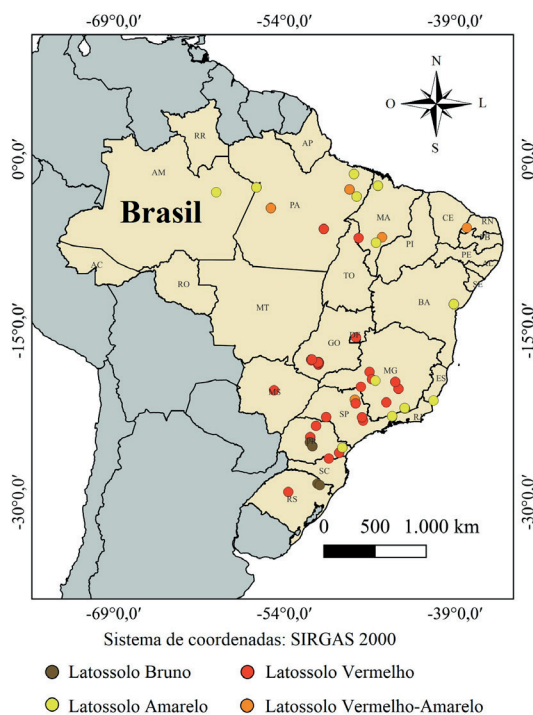 -69°0,0' -54°0,0' -39°0,0'
N
O L
S
0°0,0' 0°0,0'
RR AP
AM
Brasil
PA MA CE RN
PI PE
AC TO
RO SE
BA
MT
-15°0,0' -15°0,0'
GO DF
MG ES
MS
SP
PR
SC
RS
-30°0,0' -30°0,0'
0 500 1.000 km
-69°0,0' -54°0,0' -39°0,0'
Sistema de coordenadas: SIRGAS 2000
Latossolo Bruno Latossolo Vermelho
Latossolo Amarelo Latossolo Vermelho-Amarelo